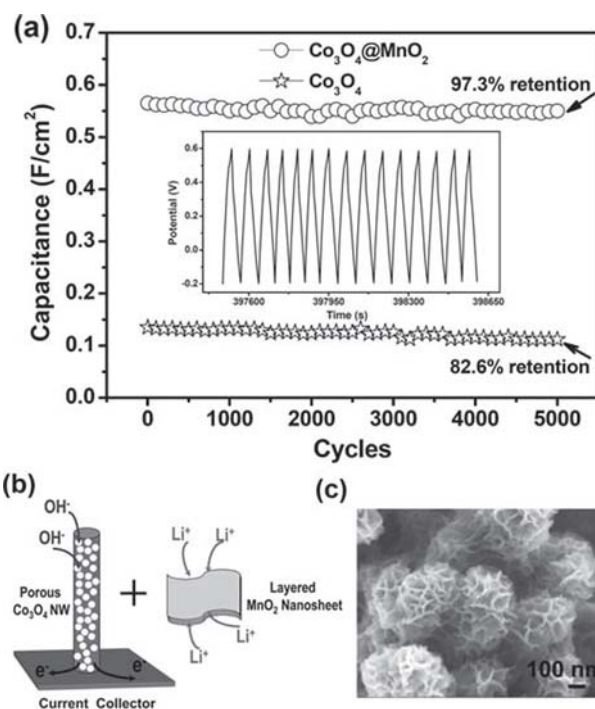 (a)
0.7
0.6
0.5
0.4
0.3
0.2
0.1
0.0
Capacitance (F/cm²)
Co₃O₄@MnO₂
Co₃O₄
97.3% retention
82.6% retention
0.6
0.4
0.2
0.0
-0.2
Potential (V)
397600 397950 398300 398650
Time (s)
0 1000 2000 3000 4000 5000
Cycles
(b)
OH⁻
OH⁻
Porous
Co₃O₄ NW
e⁻ e⁻
Current Collector
+
Li⁺ Li⁺
Li⁺ Li⁺
Layered
MnO₂ Nanosheet
(c)
100 nm